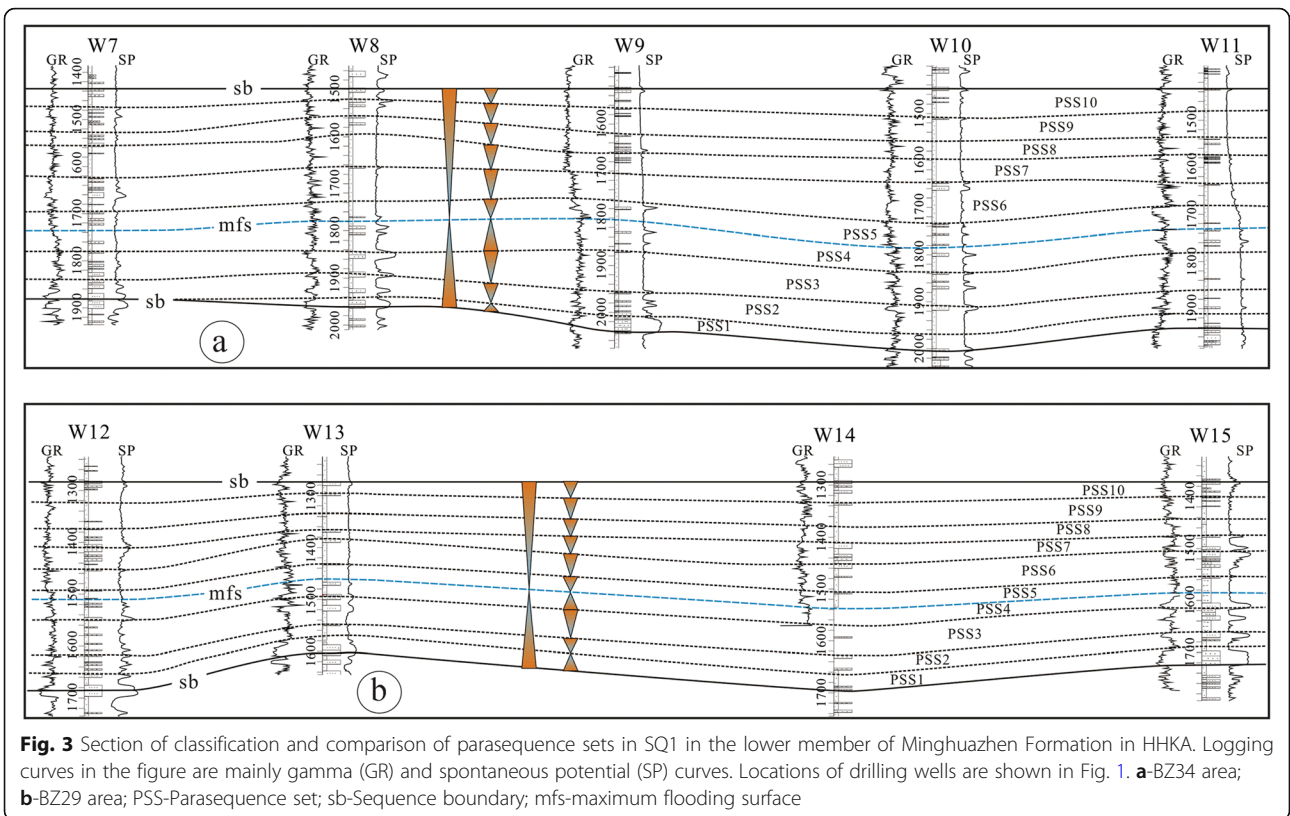 W7 W8 W9 W10 W11
GR SP GR SP GR SP GR SP GR SP
1400 1500 1600 1700 1800 1900
1500 1600 1700 1800 1900 2000
1600 1700 1800 1900 2000
1500 1600 1700 1800 1900 2000
1500 1600 1700 1800 1900
sb
mfs
sb
PSS10
PSS9
PSS8
PSS7
PSS6
PSS5
PSS4
PSS3
PSS2
PSS1
a
W12 W13 W14 W15
GR SP GR SP GR GR SP
1300 1400 1500 1600 1700
1300 1400 1500 1600
1300 1400 1500 1600 1700
1400 1500 1600 1700
sb
mfs
sb
PSS10
PSS9
PSS8
PSS7
PSS6
PSS5
PSS4
PSS3
PSS2
PSS1
b
Fig. 3 Section of classification and comparison of parasequence sets in SQ1 in the lower member of Minghuazhen Formation in HHKA. Logging
curves in the figure are mainly gamma (GR) and spontaneous potential (SP) curves. Locations of drilling wells are shown in Fig. 1. a-BZ34 area;
b-BZ29 area; PSS-Parasequence set; sb-Sequence boundary; mfs-maximum flooding surface